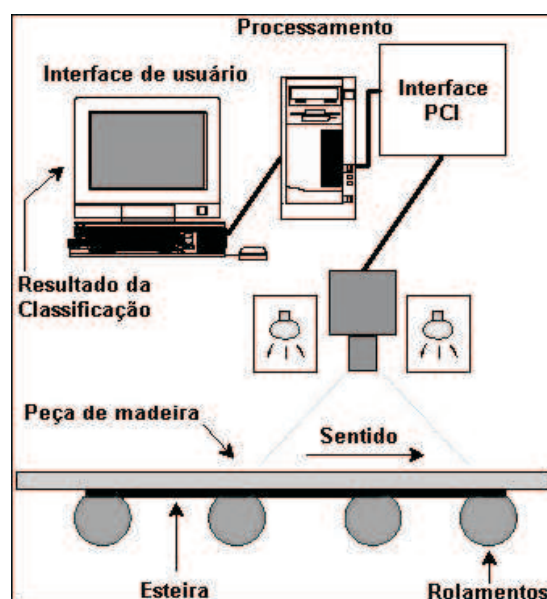 Processamento
Interface de usuário
Interface
PCI
Resultado da
Classificação
Peça de madeira
Sentido
Esteira
Rolamentos